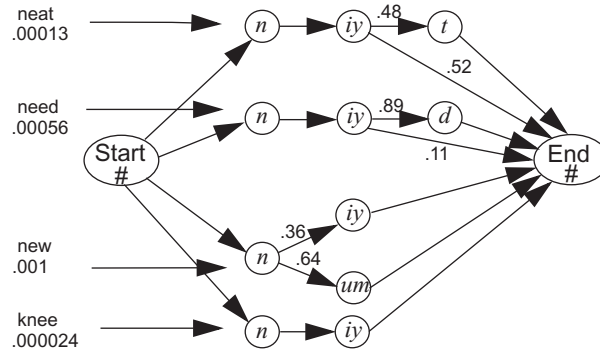 neat
.00013
n
iy
.48
t
.52
need
.00056
n
iy
.89
d
.11
Start
#
End
#
new
.001
n
.36
iy
.64
um
knee
.000024
n
iy